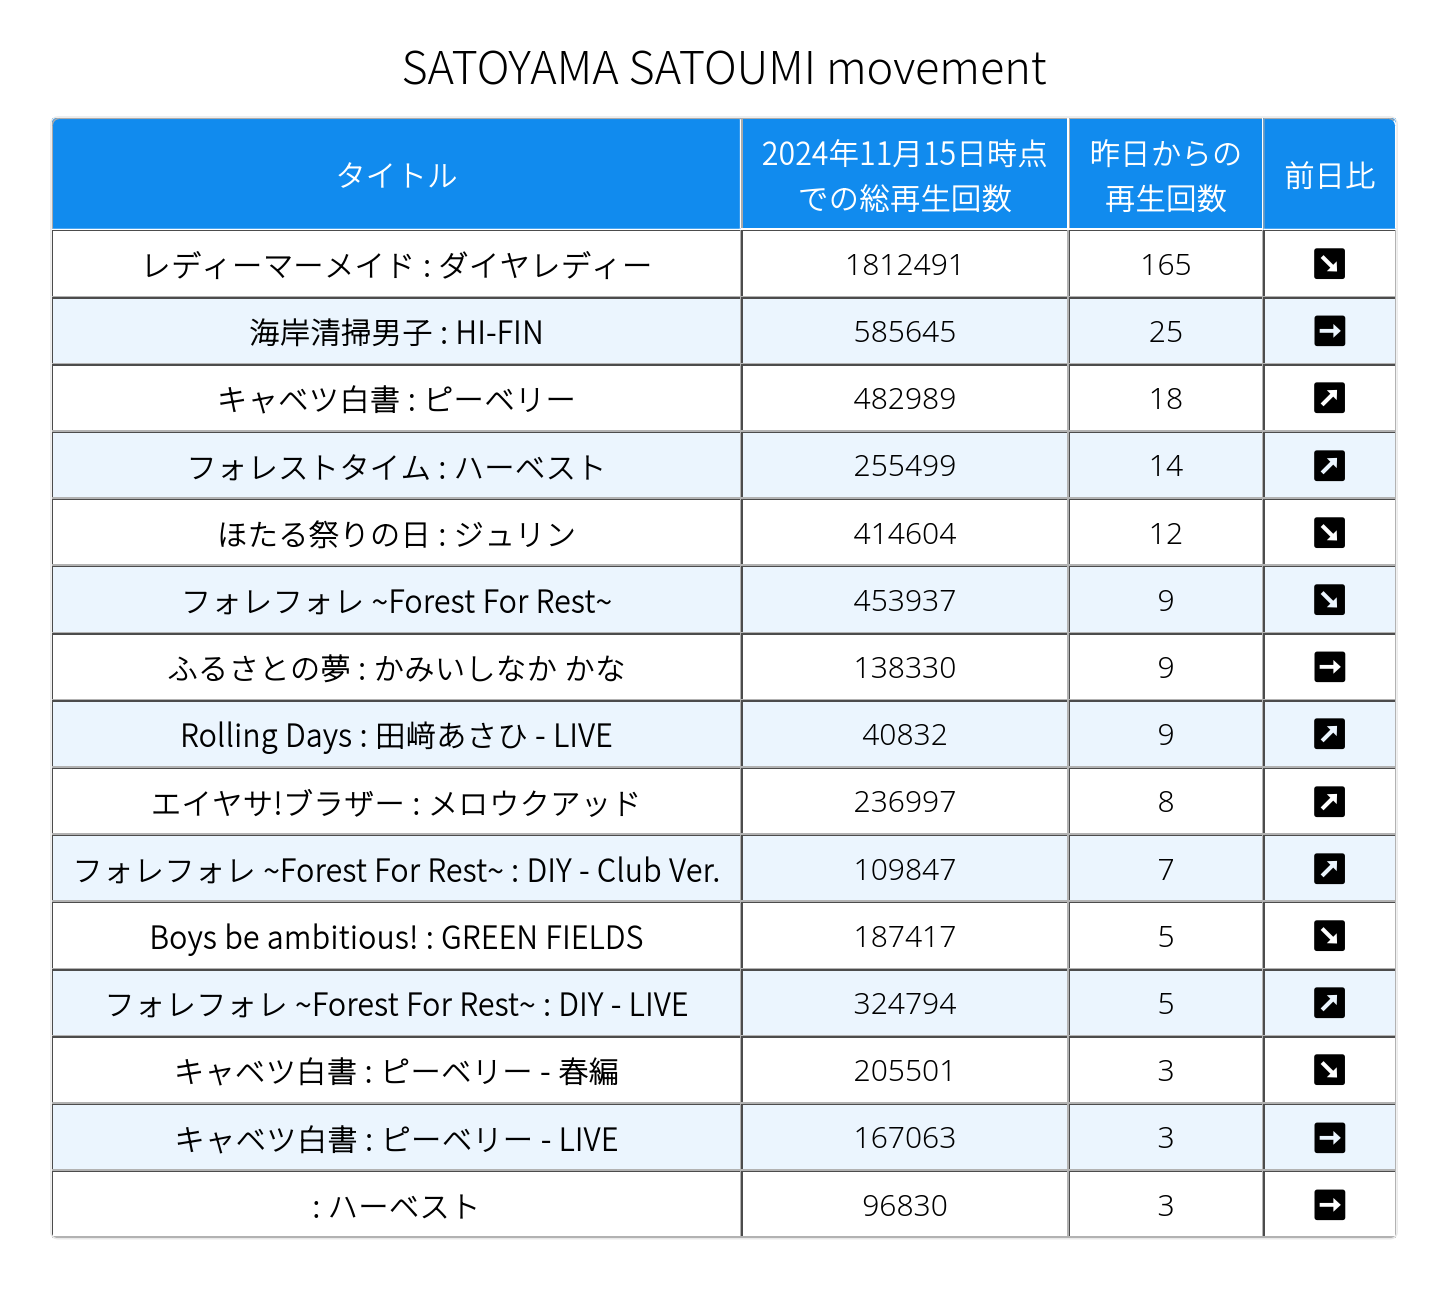 SATOYAMA SATOUMI movement
タイトル
2024年11月15日時点
での総再生回数
昨日からの
再生回数
前日比
レディーマーメイド : ダイヤレディー 1812491 165 ↘
海岸清掃男子 : HI-FIN 585645 25 →
キャベツ白書 : ピーベリー 482989 18 ↗
フォレストタイム : ハーベスト 255499 14 ↗
ほたる祭りの日 : ジュリン 414604 12 ↘
フォレフォレ ~Forest For Rest~ 453937 9 ↘
ふるさとの夢 : かみいしなか かな 138330 9 →
Rolling Days : 田﨑あさひ - LIVE 40832 9 ↗
エイヤサ!ブラザー : メロウクアッド 236997 8 ↗
フォレフォレ ~Forest For Rest~ : DIY - Club Ver. 109847 7 ↗
Boys be ambitious! : GREEN FIELDS 187417 5 ↘
フォレフォレ ~Forest For Rest~ : DIY - LIVE 324794 5 ↗
キャベツ白書 : ピーベリー - 春編 205501 3 ↘
キャベツ白書 : ピーベリー - LIVE 167063 3 →
: ハーベスト 96830 3 →